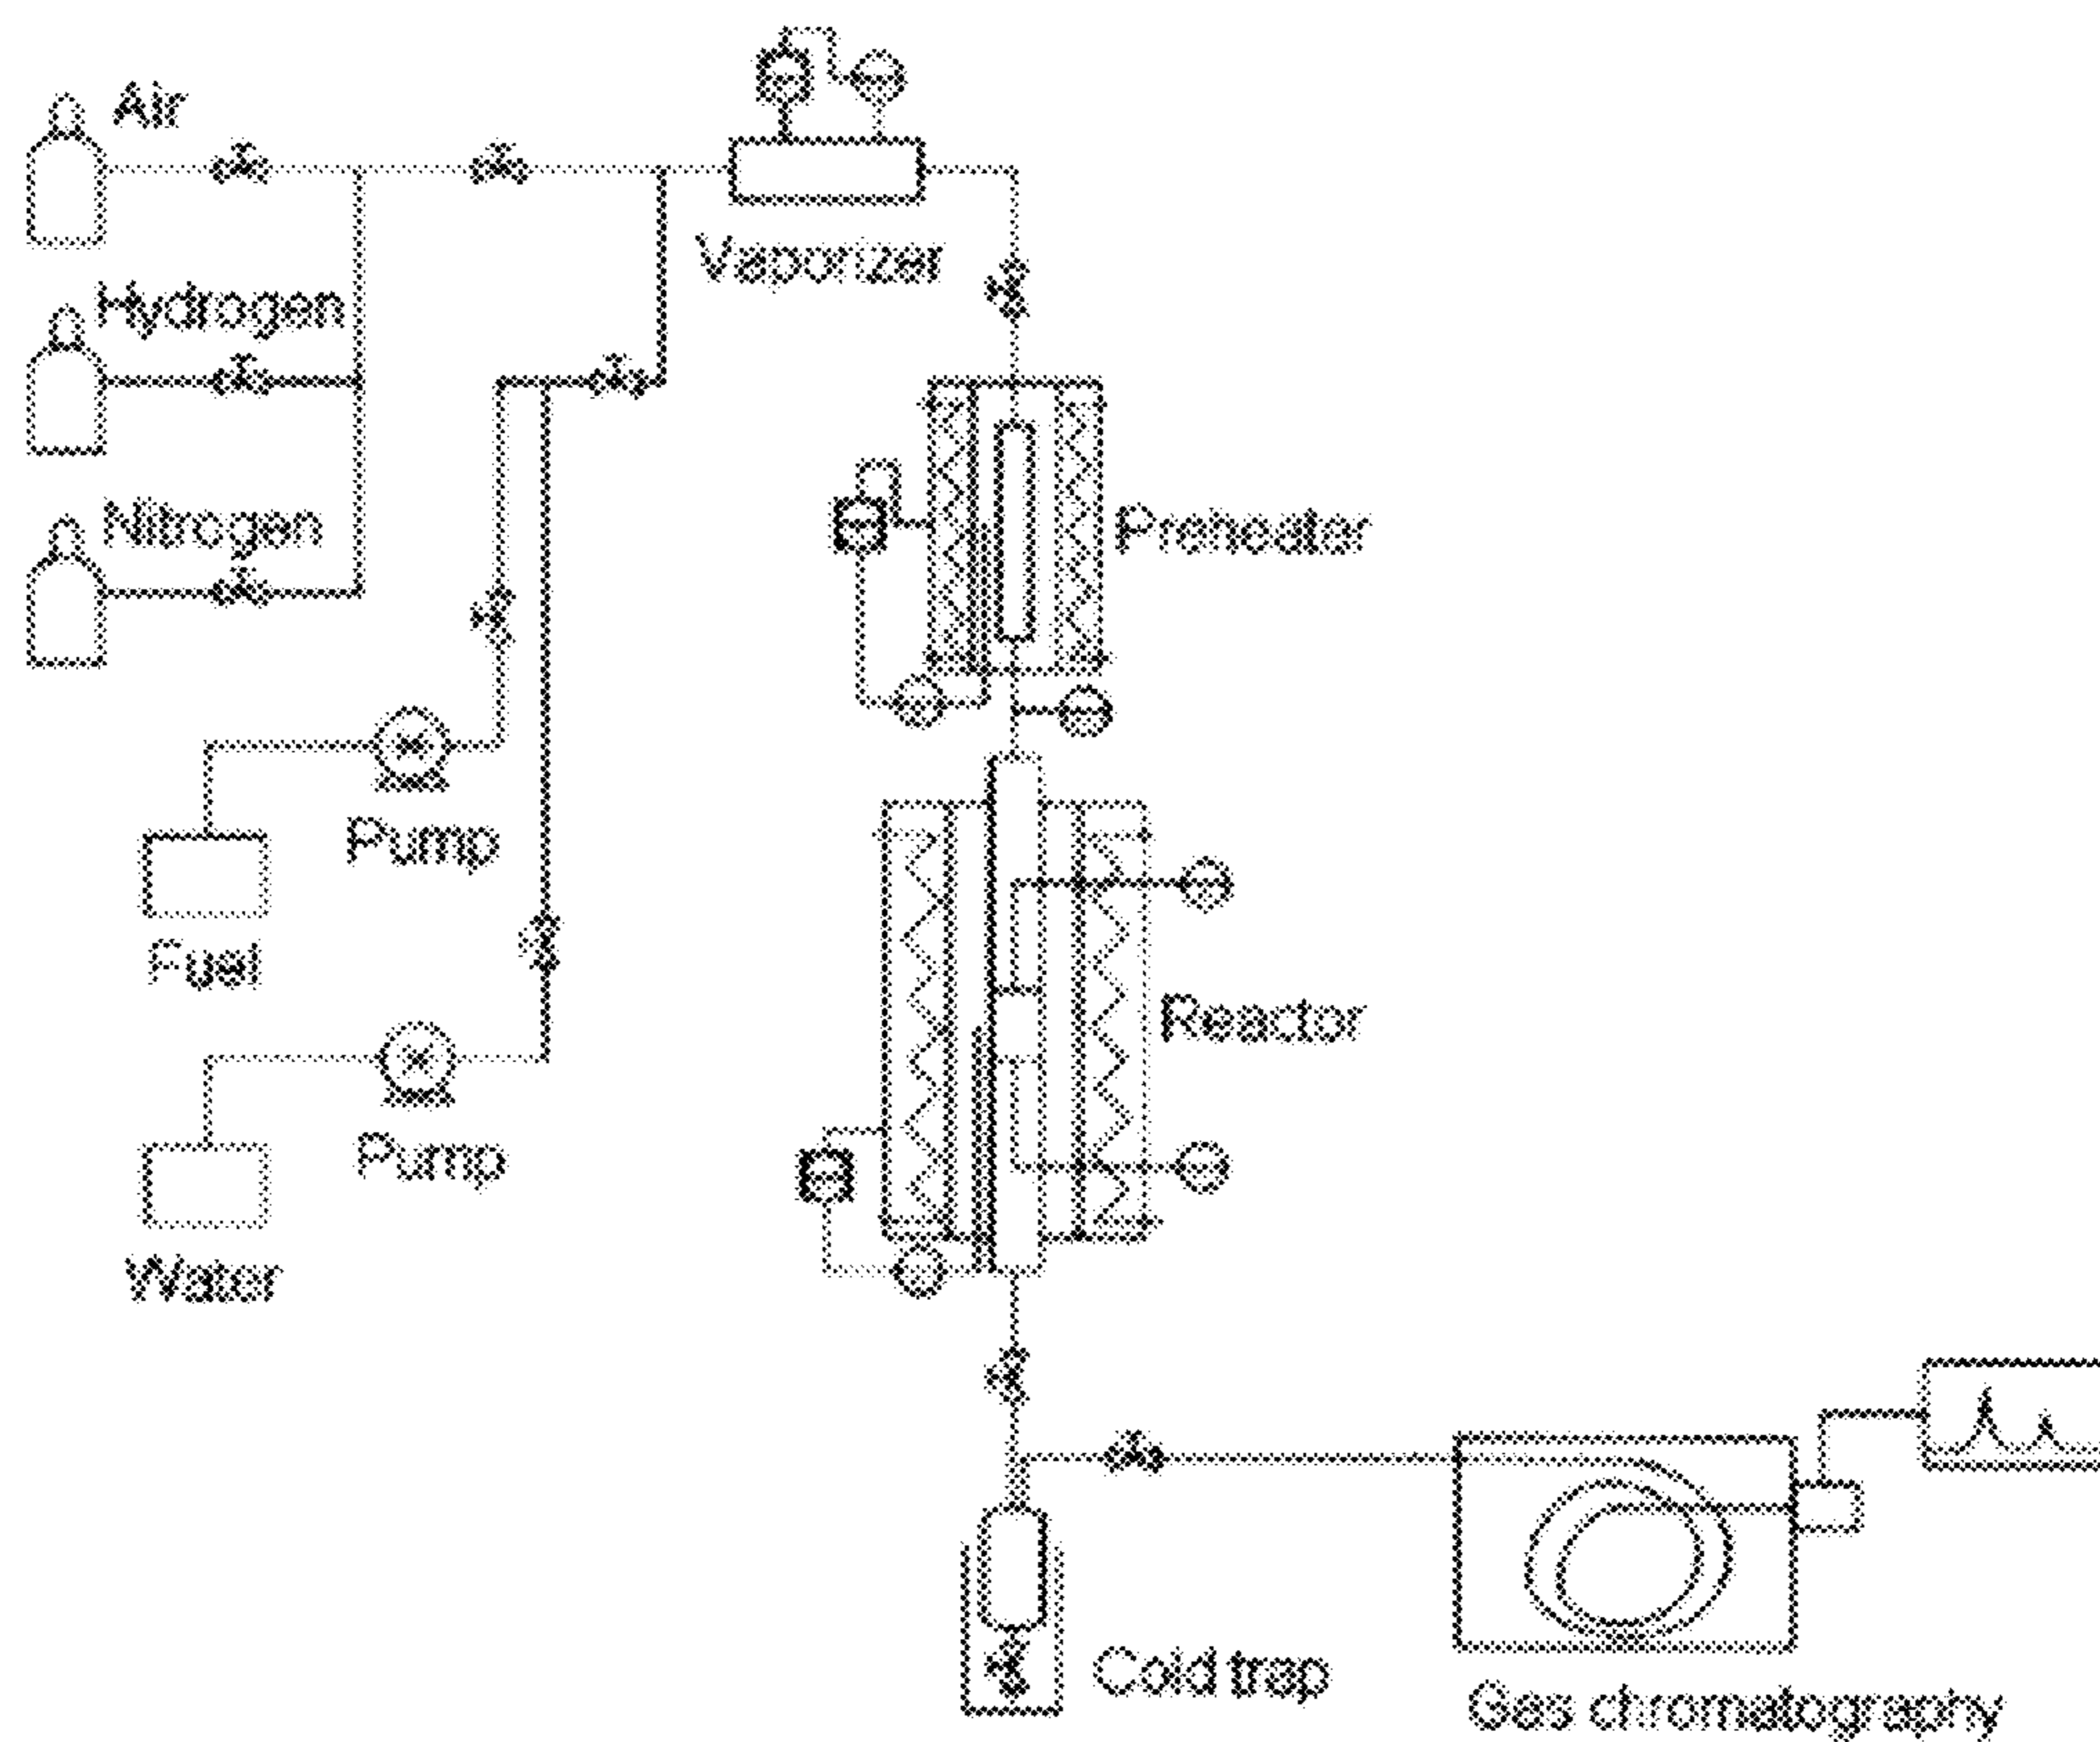 Air
Vaporizer
Hydrogen
Nitrogen
Preheater
Pump
Fuel
Reactor
Pump
Water
Cold trap
Gas chromatography